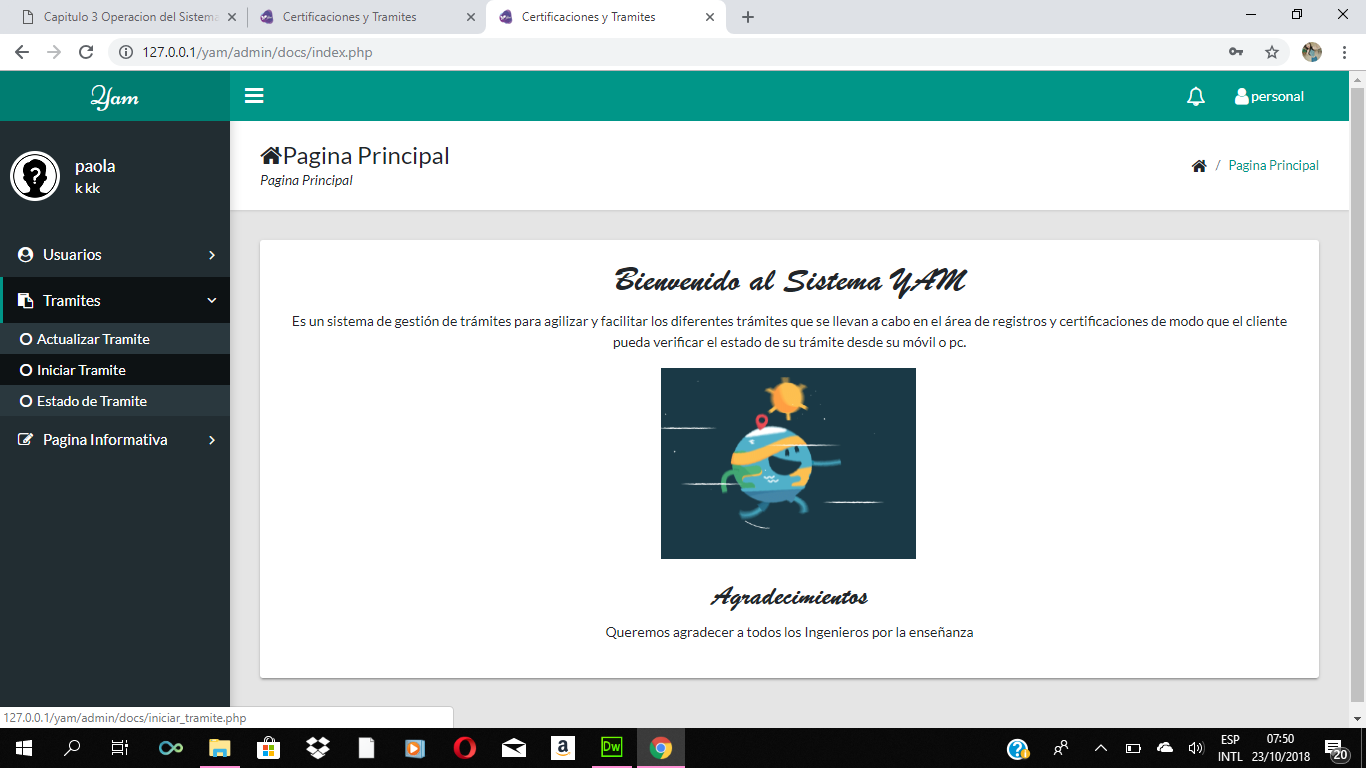 Capitulo 3 Operacion del Sistema
Certificaciones y Tramites
Certificaciones y Tramites
127.0.0.1/yam/admin/docs/index.php
Yam
personal
paola
k kk
Pagina Principal
Pagina Principal
/ Pagina Principal
Usuarios
Tramites
Actualizar Tramite
Iniciar Tramite
Estado de Tramite
Pagina Informativa
Bienvenido al Sistema YAM
Es un sistema de gestión de trámites para agilizar y facilitar los diferentes trámites que se llevan a cabo en el área de registros y certificaciones de modo que el cliente
pueda verificar el estado de su trámite desde su móvil o pc.
Agradecimientos
Queremos agradecer a todos los Ingenieros por la enseñanza
127.0.0.1/yam/admin/docs/iniciar_tramite.php
a
Dw
ESP
INTL
07:50
23/10/2018
20